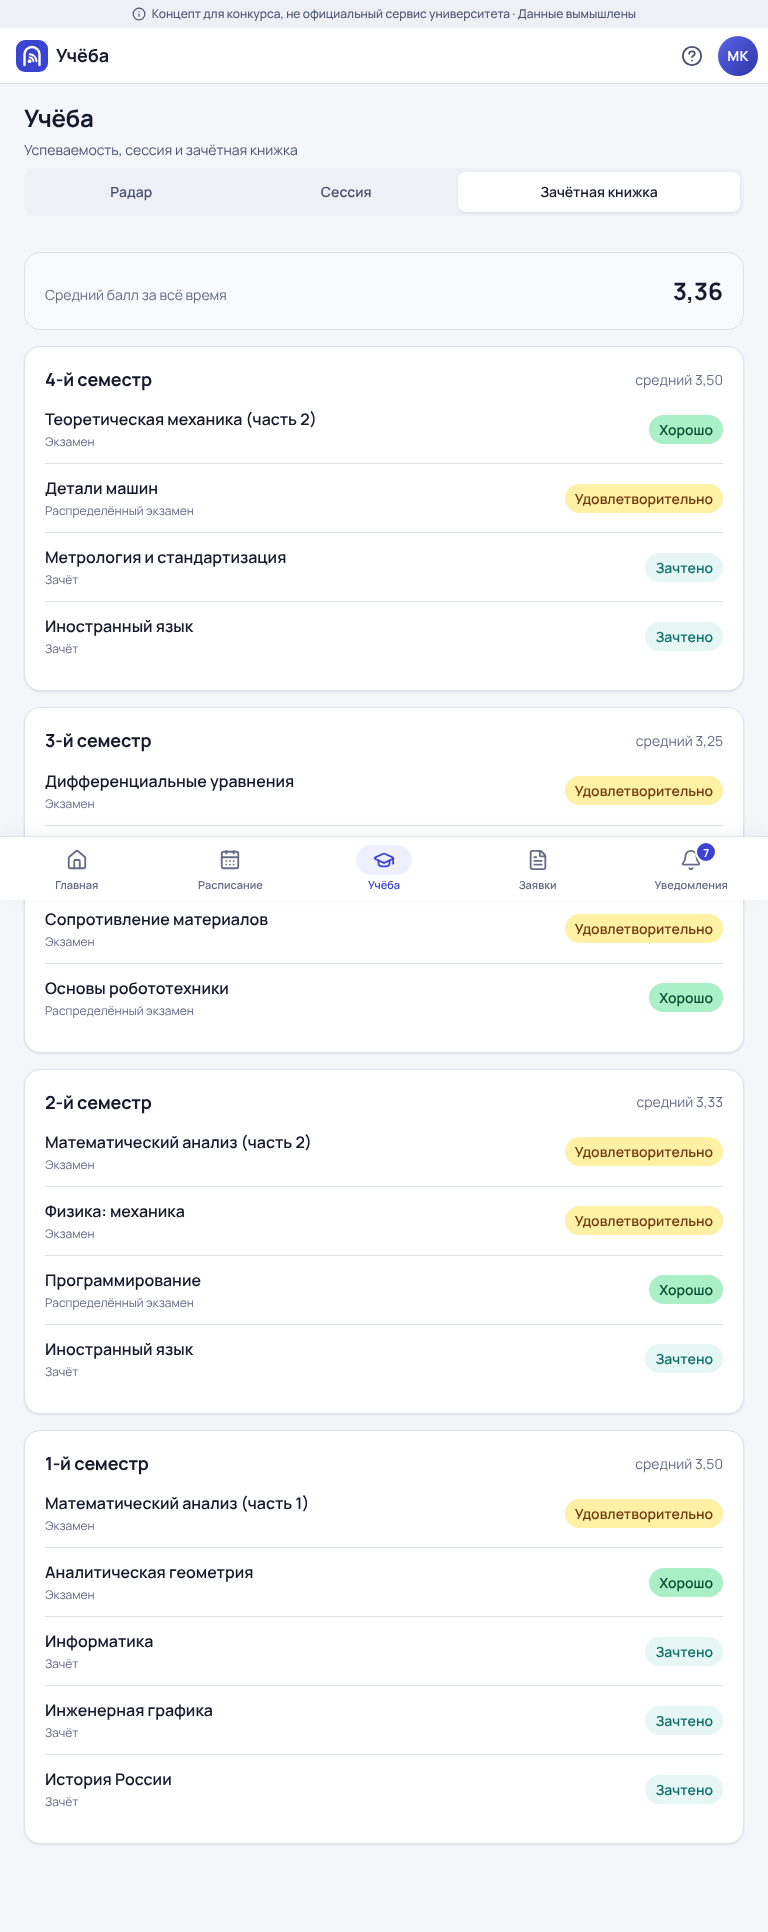 Концепт для конкурса, не официальный сервис университета · Данные вымышлены
Учёба
МК
Учёба
Успеваемость, сессия и зачётная книжка
Радар
Сессия
Зачётная книжка
Средний балл за всё время
3,36
4-й семестр
средний 3,50
Теоретическая механика (часть 2)
Экзамен
Хорошо
Детали машин
Распределённый экзамен
Удовлетворительно
Метрология и стандартизация
Зачёт
Зачтено
Иностранный язык
Зачёт
Зачтено
3-й семестр
средний 3,25
Дифференциальные уравнения
Экзамен
Удовлетворительно
Главная
Расписание
Учёба
Заявки
7
Уведомления
Сопротивление материалов
Экзамен
Удовлетворительно
Основы робототехники
Распределённый экзамен
Хорошо
2-й семестр
средний 3,33
Математический анализ (часть 2)
Экзамен
Удовлетворительно
Физика: механика
Экзамен
Удовлетворительно
Программирование
Распределённый экзамен
Хорошо
Иностранный язык
Зачёт
Зачтено
1-й семестр
средний 3,50
Математический анализ (часть 1)
Экзамен
Удовлетворительно
Аналитическая геометрия
Экзамен
Хорошо
Информатика
Зачёт
Зачтено
Инженерная графика
Зачёт
Зачтено
История России
Зачёт
Зачтено